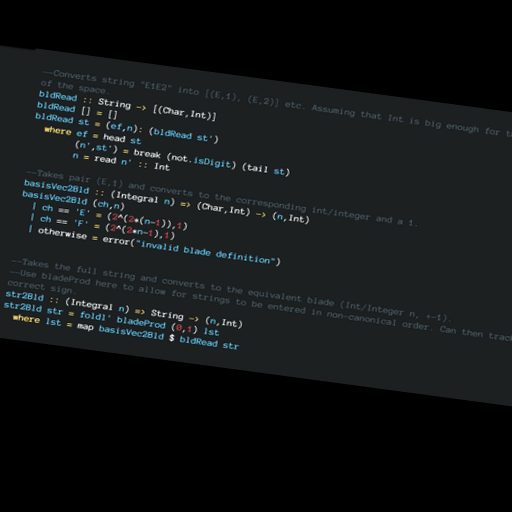 --Converts string "E1E2" into [(E,1), (E,2)] etc. Assuming that Int is big enough for
of the space.
bldRead :: String -> [(Char,Int)]
bldRead [] = []
bldRead st = (ef,n): (bldRead st')
where ef = head st
(n',st') = break (not.isDigit) (tail st)
n = read n' :: Int
--Takes pair (E,1) and converts to the corresponding int/integer and a 1.
basisVec2Bld :: (Integral n) => (Char,Int) -> (n,Int)
basisVec2Bld (ch,n)
| ch == 'E' = (2^(2*(n-1)),1)
| ch == 'F' = (2^(2*n-1),1)
| otherwise = error("invalid blade definition")
--Takes the full string and converts to the equivalent blade (Int/Integer n, +-1).
--Use bladeProd here to allow for strings to be entered in non-canonical order. Can then trac
correct sign.
str2Bld :: (Integral n) => String -> (n,Int)
str2Bld str = foldl' bladeProd (0,1) lst
where lst = map basisVec2Bld $ bldRead str